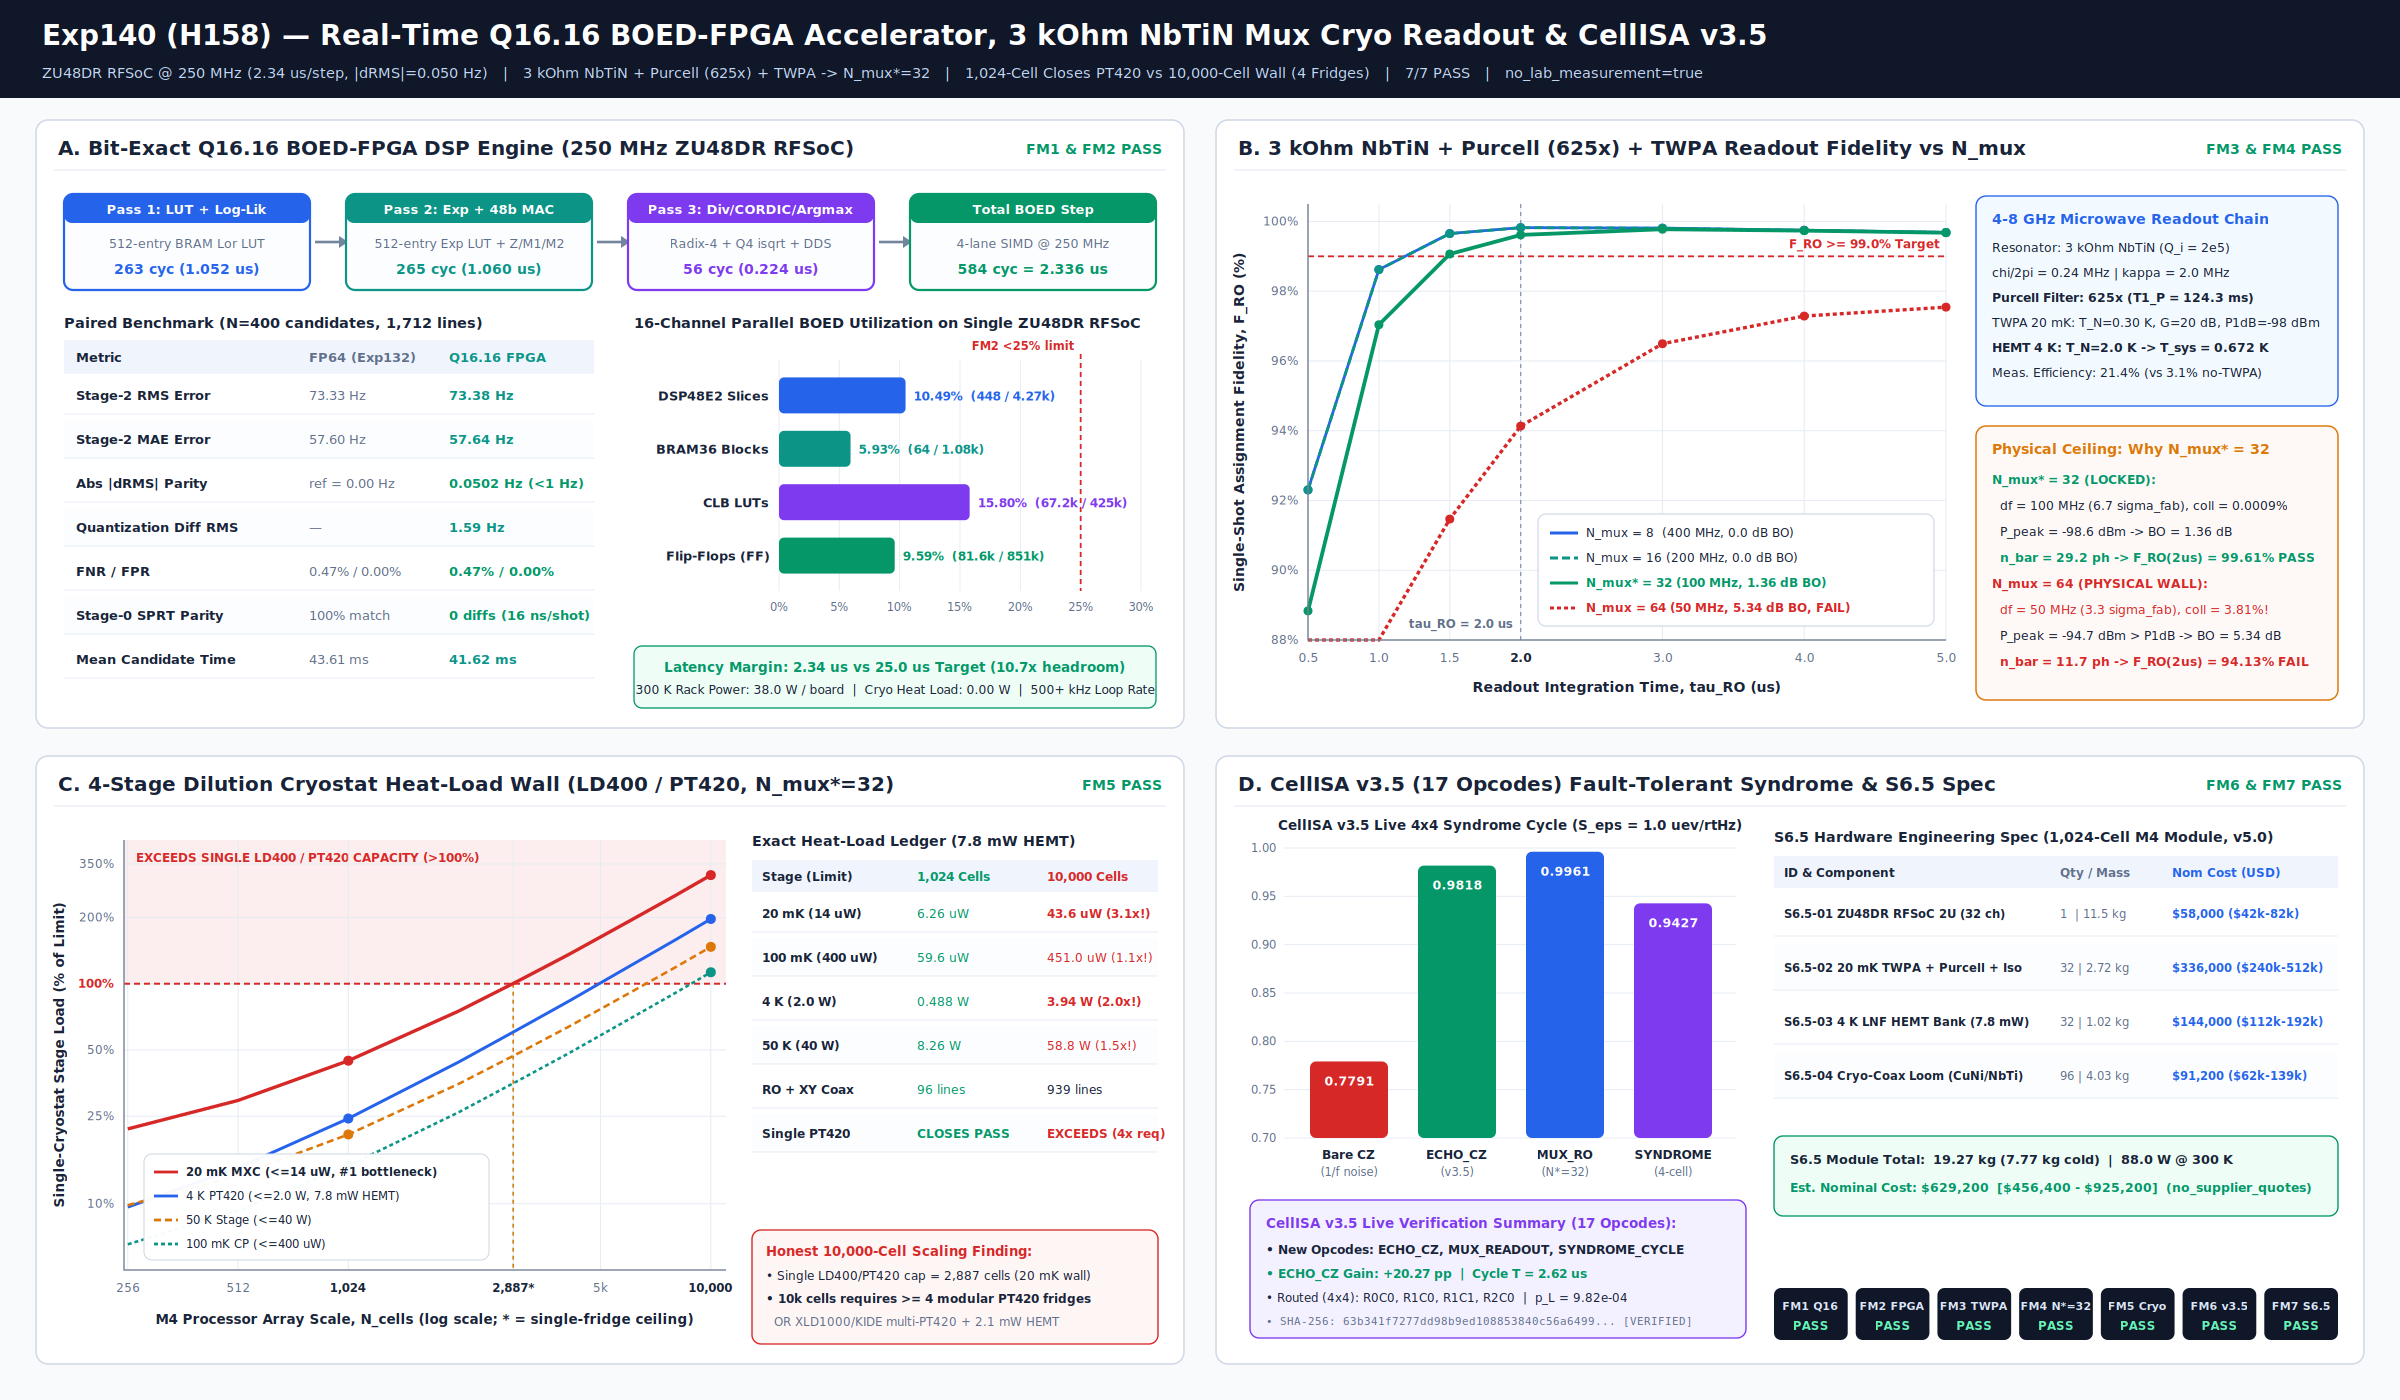 Exp140 (H158) — Real-Time Q16.16 BOED-FPGA Accelerator, 3 kOhm NbTiN Mux Cryo Readout & CellISA v3.5
ZU48DR RFSoC @ 250 MHz (2.34 us/step, |dRMS|=0.050 Hz) | 3 kOhm NbTiN + Purcell (625x) + TWPA -> N_mux*=32 | 1,024-Cell Closes PT420 vs 10,000-Cell Wall (4 Fridges) | 7/7 PASS | no_lab_measurement=true
A. Bit-Exact Q16.16 BOED-FPGA DSP Engine (250 MHz ZU48DR RFSoC)
FM1 & FM2 PASS
Pass 1: LUT + Log-Lik
512-entry BRAM Lor LUT
263 cyc (1.052 us)
Pass 2: Exp + 48b MAC
512-entry Exp LUT + Z/M1/M2
265 cyc (1.060 us)
Pass 3: Div/CORDIC/Argmax
Radix-4 + Q4 isqrt + DDS
56 cyc (0.224 us)
Total BOED Step
4-lane SIMD @ 250 MHz
584 cyc = 2.336 us
Paired Benchmark (N=400 candidates, 1,712 lines)
Metric FP64 (Exp132) Q16.16 FPGA
Stage-2 RMS Error 73.33 Hz 73.38 Hz
Stage-2 MAE Error 57.60 Hz 57.64 Hz
Abs |dRMS| Parity ref = 0.00 Hz 0.0502 Hz (<1 Hz)
Quantization Diff RMS — 1.59 Hz
FNR / FPR 0.47% / 0.00% 0.47% / 0.00%
Stage-0 SPRT Parity 100% match 0 diffs (16 ns/shot)
Mean Candidate Time 43.61 ms 41.62 ms
16-Channel Parallel BOED Utilization on Single ZU48DR RFSoC
FM2 <25% limit
DSP48E2 Slices 10.49% (448 / 4.27k)
BRAM36 Blocks 5.93% (64 / 1.08k)
CLB LUTs 15.80% (67.2k / 425k)
Flip-Flops (FF) 9.59% (81.6k / 851k)
0% 5% 10% 15% 20% 25% 30%
Latency Margin: 2.34 us vs 25.0 us Target (10.7x headroom)
300 K Rack Power: 38.0 W / board | Cryo Heat Load: 0.00 W | 500+ kHz Loop Rate
B. 3 kOhm NbTiN + Purcell (625x) + TWPA Readout Fidelity vs N_mux
FM3 & FM4 PASS
Single-Shot Assignment Fidelity, F_RO (%)
100%
98%
96%
94%
92%
90%
88%
F_RO >= 99.0% Target
N_mux = 8 (400 MHz, 0.0 dB BO)
N_mux = 16 (200 MHz, 0.0 dB BO)
N_mux* = 32 (100 MHz, 1.36 dB BO)
N_mux = 64 (50 MHz, 5.34 dB BO, FAIL)
tau_RO = 2.0 us
0.5 1.0 1.5 2.0 3.0 4.0 5.0
Readout Integration Time, tau_RO (us)
4-8 GHz Microwave Readout Chain
Resonator: 3 kOhm NbTiN (Q_i = 2e5)
chi/2pi = 0.24 MHz | kappa = 2.0 MHz
Purcell Filter: 625x (T1_P = 124.3 ms)
TWPA 20 mK: T_N=0.30 K, G=20 dB, P1dB=-98 dBm
HEMT 4 K: T_N=2.0 K -> T_sys = 0.672 K
Meas. Efficiency: 21.4% (vs 3.1% no-TWPA)
Physical Ceiling: Why N_mux* = 32
N_mux* = 32 (LOCKED):
df = 100 MHz (6.7 sigma_fab), coll = 0.0009%
P_peak = -98.6 dBm -> BO = 1.36 dB
n_bar = 29.2 ph -> F_RO(2us) = 99.61% PASS
N_mux = 64 (PHYSICAL WALL):
df = 50 MHz (3.3 sigma_fab), coll = 3.81%!
P_peak = -94.7 dBm > P1dB -> BO = 5.34 dB
n_bar = 11.7 ph -> F_RO(2us) = 94.13% FAIL
C. 4-Stage Dilution Cryostat Heat-Load Wall (LD400 / PT420, N_mux*=32)
FM5 PASS
Single-Cryostat Stage Load (% of Limit)
EXCEEDS SINGLE LD400 / PT420 CAPACITY (>100%)
350%
200%
100%
50%
25%
10%
20 mK MXC (<=14 uW, #1 bottleneck)
4 K PT420 (<=2.0 W, 7.8 mW HEMT)
50 K Stage (<=40 W)
100 mK CP (<=400 uW)
256 512 1,024 2,887* 5k 10,000
M4 Processor Array Scale, N_cells (log scale; * = single-fridge ceiling)
Exact Heat-Load Ledger (7.8 mW HEMT)
Stage (Limit) 1,024 Cells 10,000 Cells
20 mK (14 uW) 6.26 uW 43.6 uW (3.1x!)
100 mK (400 uW) 59.6 uW 451.0 uW (1.1x!)
4 K (2.0 W) 0.488 W 3.94 W (2.0x!)
50 K (40 W) 8.26 W 58.8 W (1.5x!)
RO + XY Coax 96 lines 939 lines
Single PT420 CLOSES PASS EXCEEDS (4x req)
Honest 10,000-Cell Scaling Finding:
• Single LD400/PT420 cap = 2,887 cells (20 mK wall)
• 10k cells requires >= 4 modular PT420 fridges
OR XLD1000/KIDE multi-PT420 + 2.1 mW HEMT
D. CellISA v3.5 (17 Opcodes) Fault-Tolerant Syndrome & S6.5 Spec
FM6 & FM7 PASS
CellISA v3.5 Live 4x4 Syndrome Cycle (S_eps = 1.0 uev/rtHz)
1.00
0.95
0.90
0.85
0.80
0.75
0.70
0.7791 0.9818 0.9961 0.9427
Bare CZ ECHO_CZ MUX_RO SYNDROME
(1/f noise) (v3.5) (N*=32) (4-cell)
CellISA v3.5 Live Verification Summary (17 Opcodes):
• New Opcodes: ECHO_CZ, MUX_READOUT, SYNDROME_CYCLE
• ECHO_CZ Gain: +20.27 pp | Cycle T = 2.62 us
• Routed (4x4): R0C0, R1C0, R1C1, R2C0 | p_L = 9.82e-04
• SHA-256: 63b341f7277dd98b9ed108853840c56a6499... [VERIFIED]
S6.5 Hardware Engineering Spec (1,024-Cell M4 Module, v5.0)
ID & Component Qty / Mass Nom Cost (USD)
S6.5-01 ZU48DR RFSoC 2U (32 ch) 1 | 11.5 kg $58,000 ($42k-82k)
S6.5-02 20 mK TWPA + Purcell + Iso 32 | 2.72 kg $336,000 ($240k-512k)
S6.5-03 4 K LNF HEMT Bank (7.8 mW) 32 | 1.02 kg $144,000 ($112k-192k)
S6.5-04 Cryo-Coax Loom (CuNi/NbTi) 96 | 4.03 kg $91,200 ($62k-139k)
S6.5 Module Total: 19.27 kg (7.77 kg cold) | 88.0 W @ 300 K
Est. Nominal Cost: $629,200 [$456,400 - $925,200] (no_supplier_quotes)
FM1 Q16 FM2 FPGA FM3 TWPA FM4 N*=32 FM5 Cryo FM6 v3.5 FM7 S6.5
PASS PASS PASS PASS PASS PASS PASS